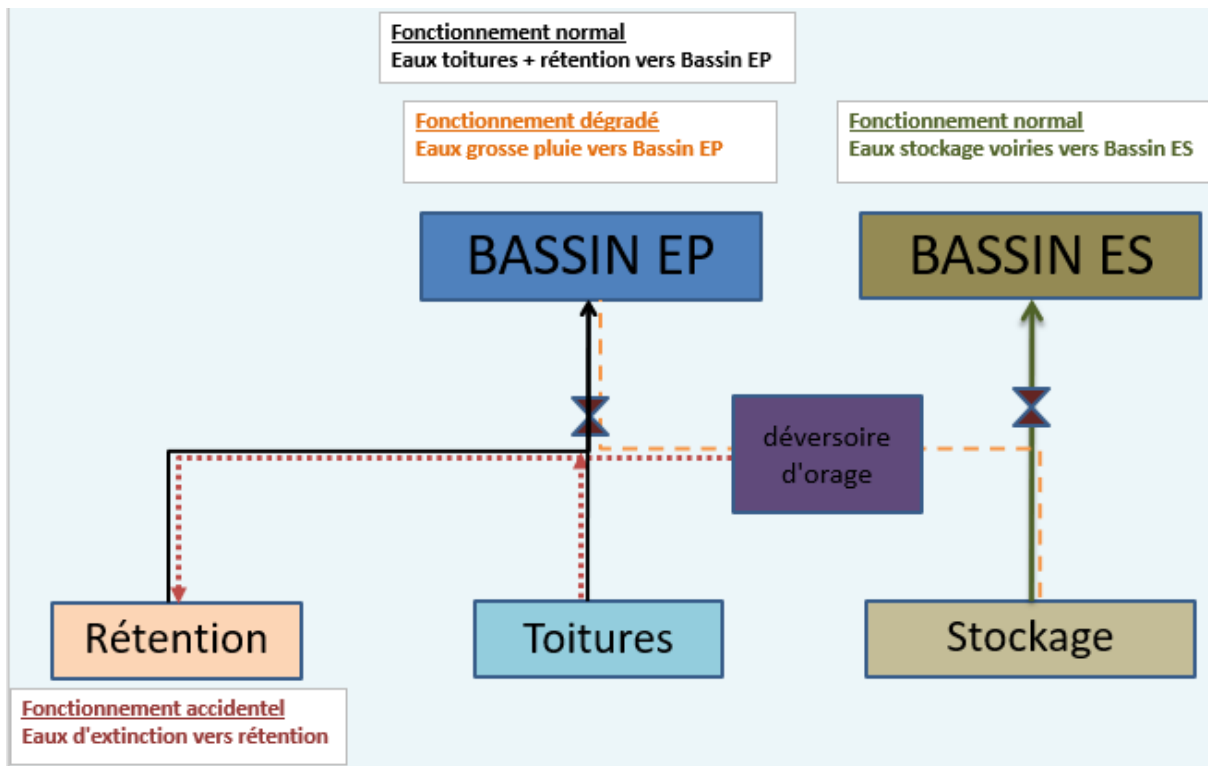 Fonctionnement normal
Eaux toitures + rétention vers Bassin EP
Fonctionnement dégradé
Eaux grosse pluie vers Bassin EP
Fonctionnement normal
Eaux stockage voiries vers Bassin ES
BASSIN EP
BASSIN ES
déversoire
d'orage
Rétention
Toitures
Stockage
Fonctionnement accidentel
Eaux d'extinction vers rétention